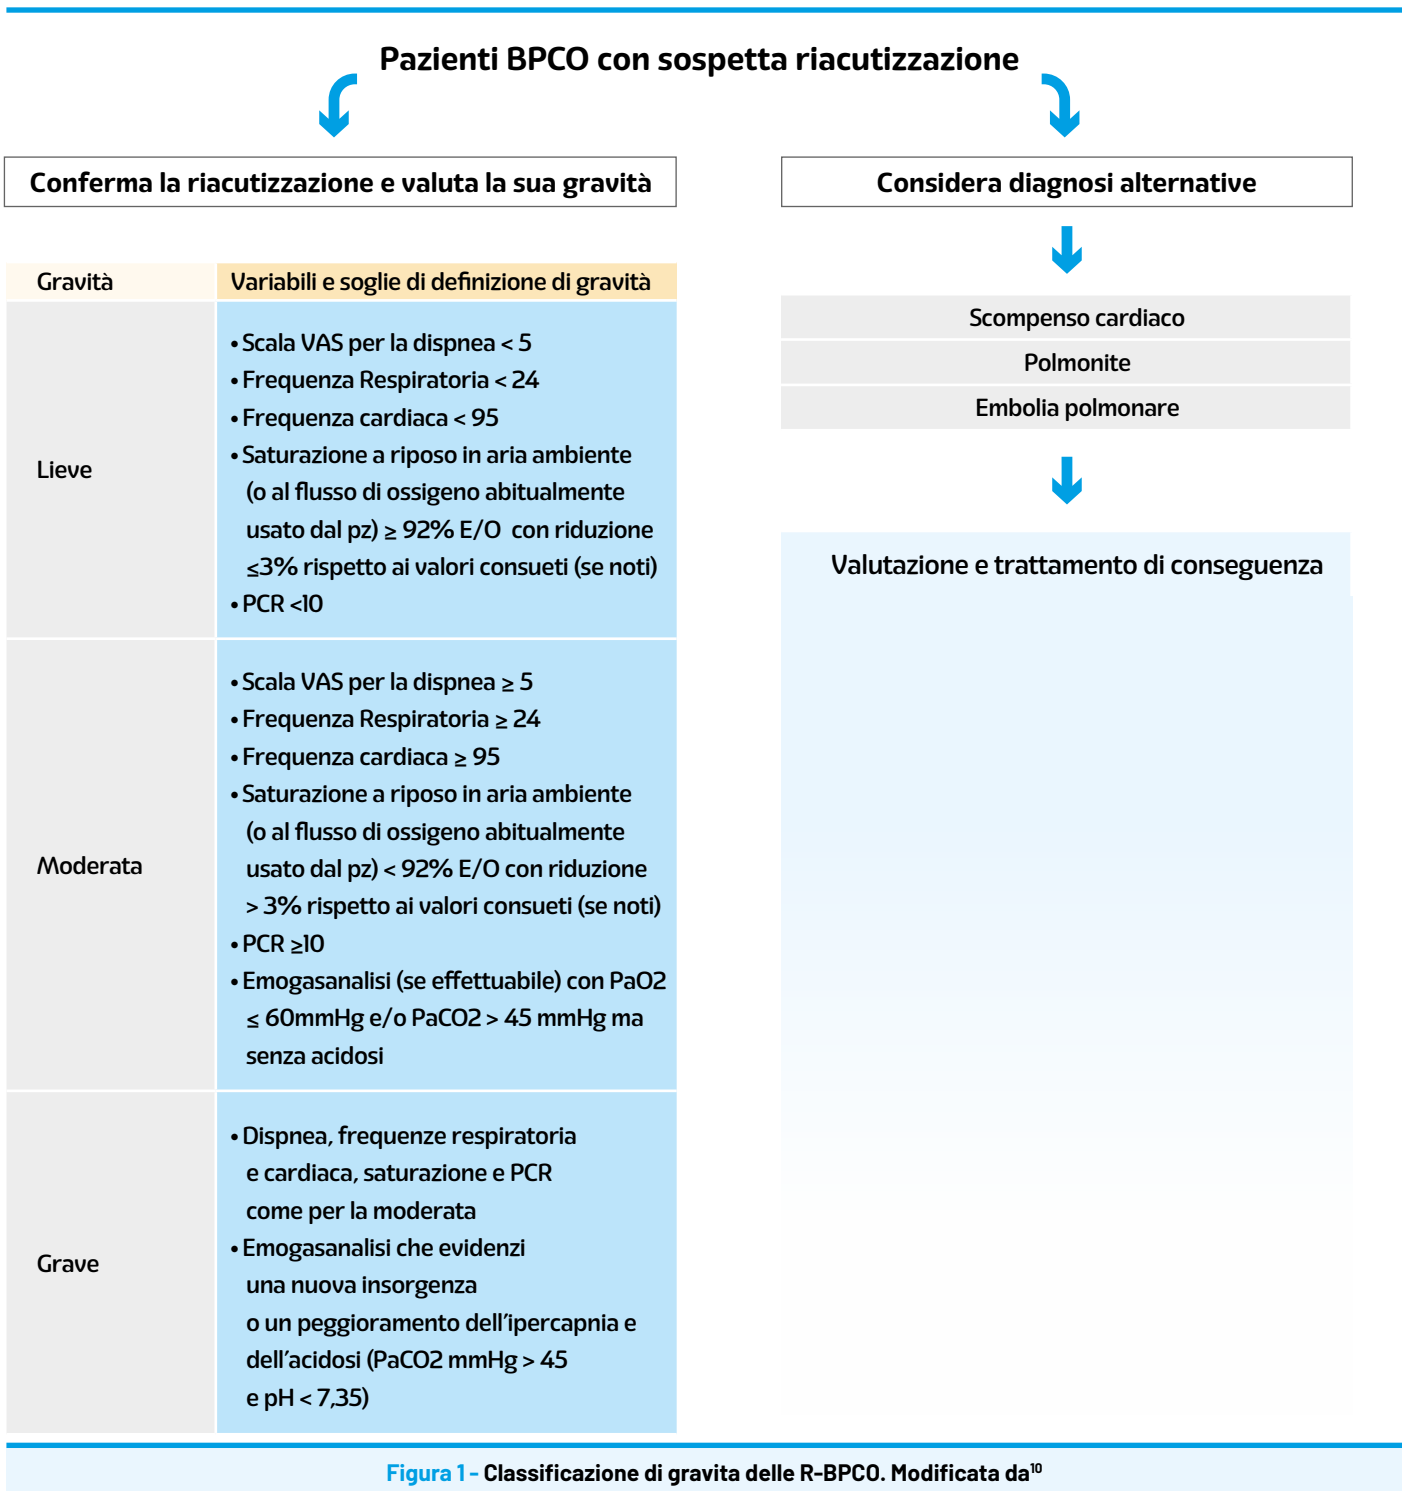 Pazienti BPCO con sospetta riacutizzazione
Conferma la riacutizzazione e valuta la sua gravità
Gravità
Variabili e soglie di definizione di gravità
Lieve
• Scala VAS per la dispnea < 5
• Frequenza Respiratoria < 24
• Frequenza cardiaca < 95
• Saturazione a riposo in aria ambiente
(o al flusso di ossigeno abitualmente
usato dal pz) ≥ 92% E/O con riduzione
≤3% rispetto ai valori consueti (se noti)
• PCR <10
Moderata
• Scala VAS per la dispnea ≥ 5
• Frequenza Respiratoria ≥ 24
• Frequenza cardiaca ≥ 95
• Saturazione a riposo in aria ambiente
(o al flusso di ossigeno abitualmente
usato dal pz) < 92% E/O con riduzione
> 3% rispetto ai valori consueti (se noti)
• PCR ≥10
• Emogasanalisi (se effettuabile) con PaO2
≤ 60mmHg e/o PaCO2 > 45 mmHg ma
senza acidosi
Grave
• Dispnea, frequenze respiratoria
e cardiaca, saturazione e PCR
come per la moderata
• Emogasanalisi che evidenzi
una nuova insorgenza
o un peggioramento dell'ipercapnia e
dell'acidosi (PaCO2 mmHg > 45
e pH < 7,35)
Considera diagnosi alternative
Scompenso cardiaco
Polmonite
Embolia polmonare
Valutazione e trattamento di conseguenza
Figura 1 - Classificazione di gravita delle R-BPCO. Modificata da¹⁰